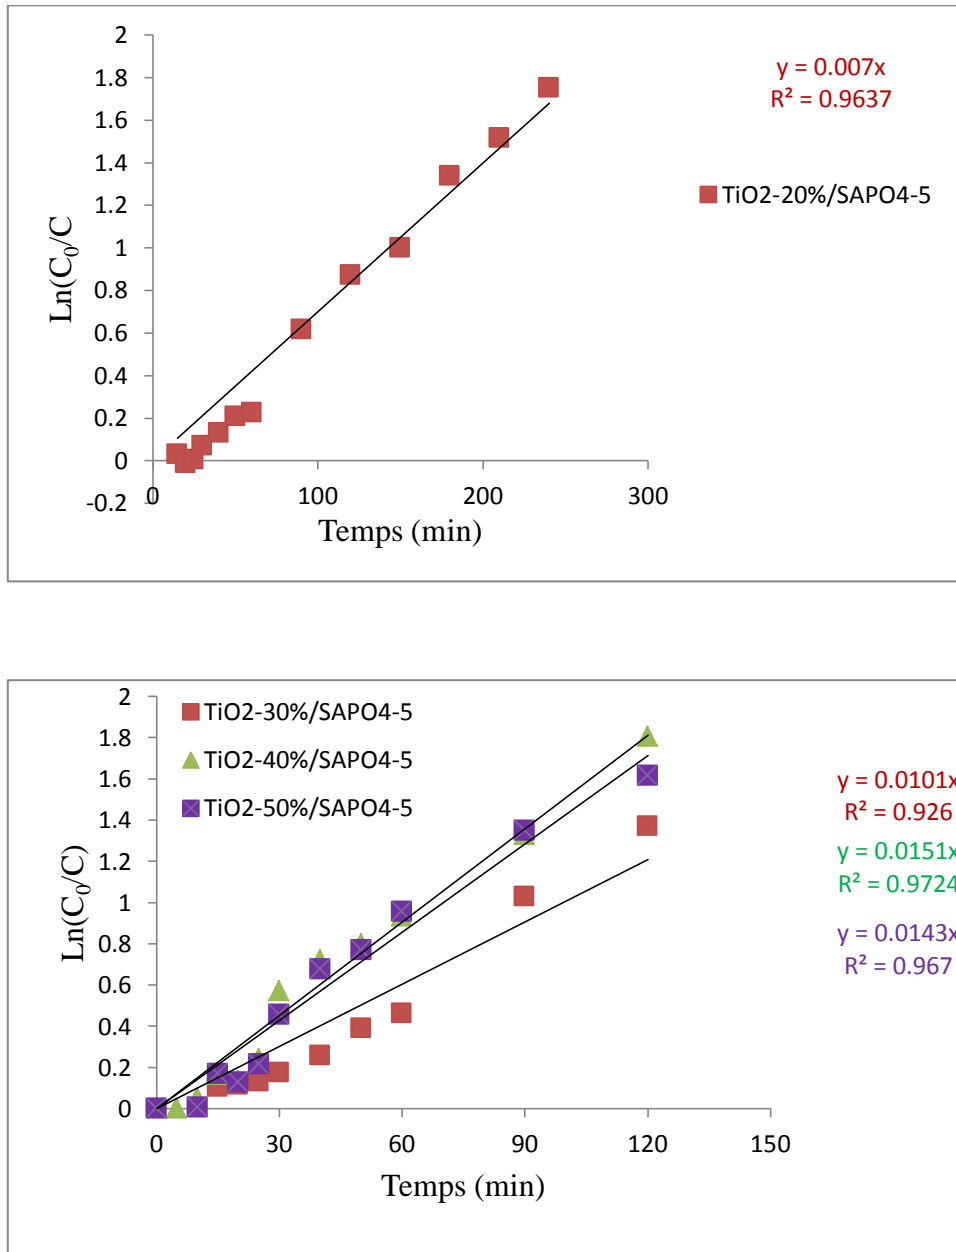 2
1.8
1.6
1.4
1.2
1
0.8
0.6
0.4
0.2
0
-0.2
Ln(C₀/C
0 100 200 300
Temps (min)
y = 0.007x
R² = 0.9637
TiO2-20%/SAPO4-5
2
1.8
1.6
1.4
1.2
1
0.8
0.6
0.4
0.2
0
Ln(C₀/C)
TiO2-30%/SAPO4-5
TiO2-40%/SAPO4-5
TiO2-50%/SAPO4-5
0 30 60 90 120 150
Temps (min)
y = 0.0101x
R² = 0.926
y = 0.0151x
R² = 0.9724
y = 0.0143x
R² = 0.967